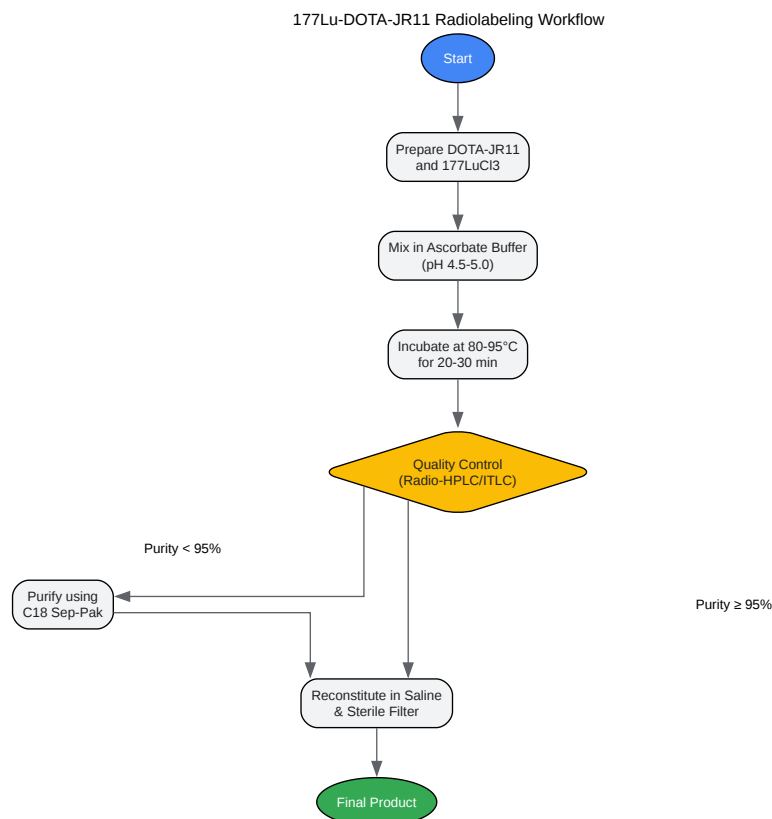 177Lu-DOTA-JR11 Radiolabeling Workflow
Start
Prepare DOTA-JR11
and 177LuCl3
Mix in Ascorbate Buffer
(pH 4.5-5.0)
Incubate at 80-95°C
for 20-30 min
Quality Control
(Radio-HPLC/ITLC)
Purity < 95%
Purify using
C18 Sep-Pak
Purity ≥ 95%
Reconstitute in Saline
& Sterile Filter
Final Product